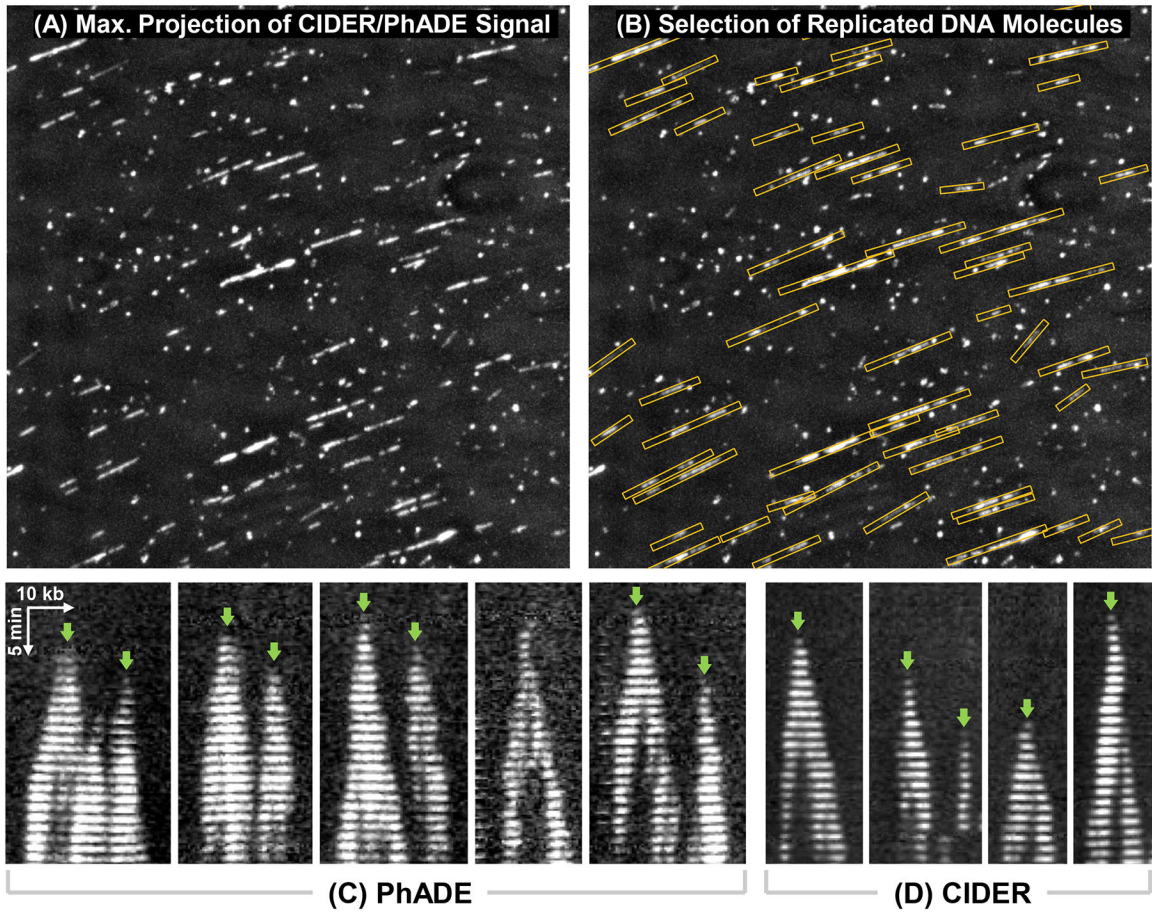 (A) Max. Projection of CIDER/PhADE Signal
(B) Selection of Replicated DNA Molecules
10 kb
5 min
(C) PhADE
(D) CIDER